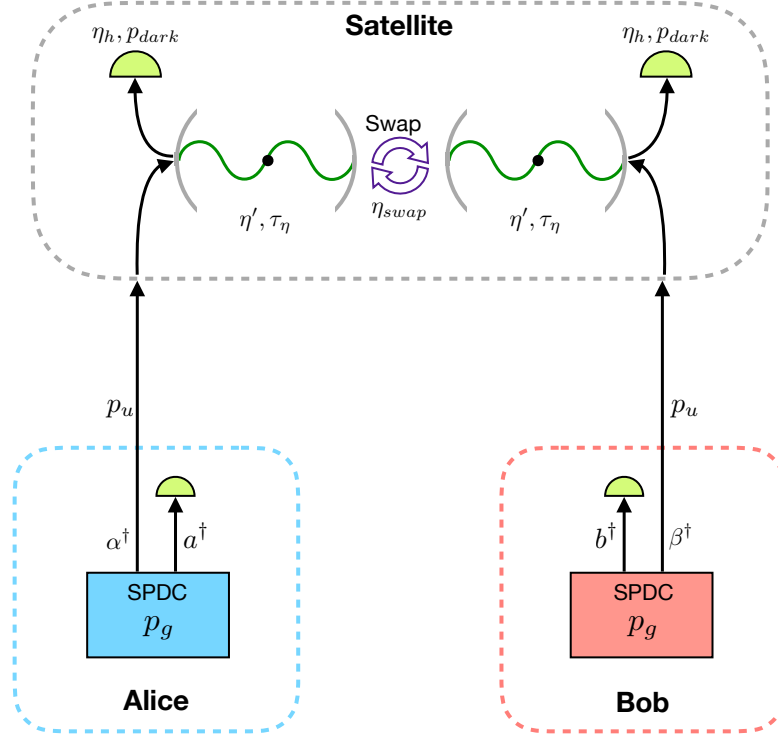 Satellite
η_h, p_dark
η_h, p_dark
Swap
η_swap
η′, τ_η
η′, τ_η
p_u
p_u
α† a†
b† β†
SPDC
p_g
SPDC
p_g
Alice
Bob